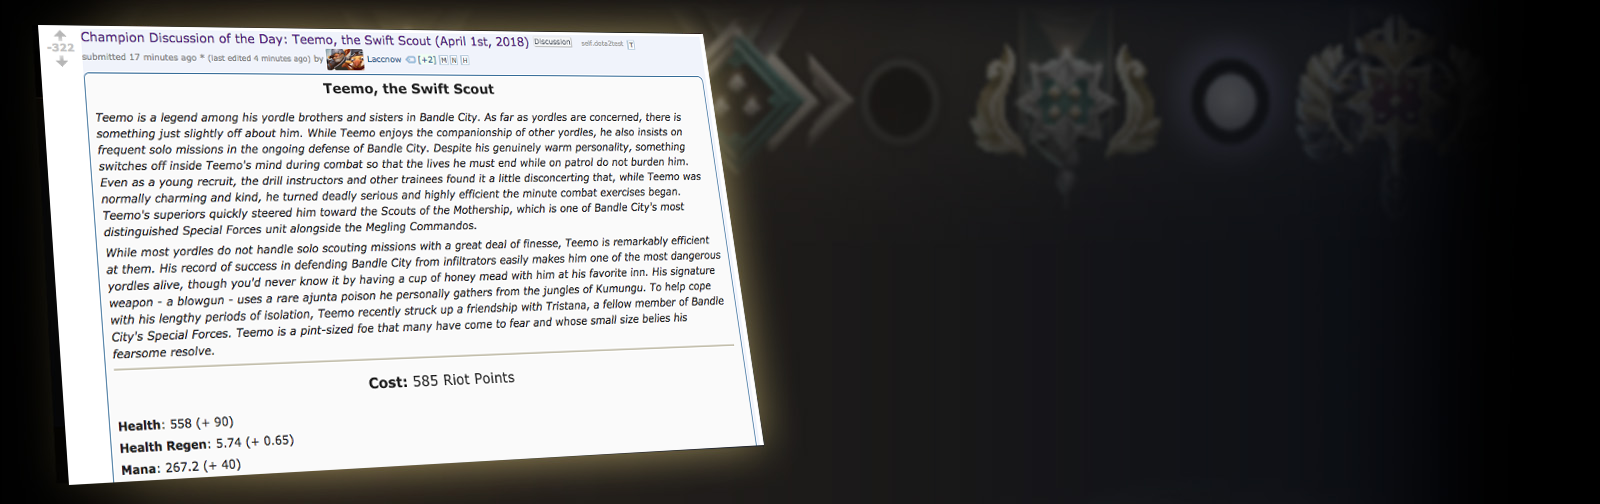 -322
Champion Discussion of the Day: Teemo, the Swift Scout (April 1st, 2018) Discussion self.dota2test T
submitted 17 minutes ago * (last edited 4 minutes ago) by Laccnow [+2] M N H
Teemo, the Swift Scout
Teemo is a legend among his yordle brothers and sisters in Bandle City. As far as yordles are concerned, there is
something just slightly off about him. While Teemo enjoys the companionship of other yordles, he also insists on
frequent solo missions in the ongoing defense of Bandle City. Despite his genuinely warm personality, something
switches off inside Teemo's mind during combat so that the lives he must end while on patrol do not burden him.
Even as a young recruit, the drill instructors and other trainees found it a little disconcerting that, while Teemo was
normally charming and kind, he turned deadly serious and highly efficient the minute combat exercises began.
Teemo's superiors quickly steered him toward the Scouts of the Mothership, which is one of Bandle City's most
distinguished Special Forces unit alongside the Megling Commandos.
While most yordles do not handle solo scouting missions with a great deal of finesse, Teemo is remarkably efficient
at them. His record of success in defending Bandle City from infiltrators easily makes him one of the most dangerous
yordles alive, though you'd never know it by having a cup of honey mead with him at his favorite inn. His signature
weapon - a blowgun - uses a rare ajunta poison he personally gathers from the jungles of Kumungu. To help cope
with his lengthy periods of isolation, Teemo recently struck up a friendship with Tristana, a fellow member of Bandle
City's Special Forces. Teemo is a pint-sized foe that many have come to fear and whose small size belies his
fearsome resolve.
Cost: 585 Riot Points
Health: 558 (+ 90)
Health Regen: 5.74 (+ 0.65)
Mana: 267.2 (+ 40)